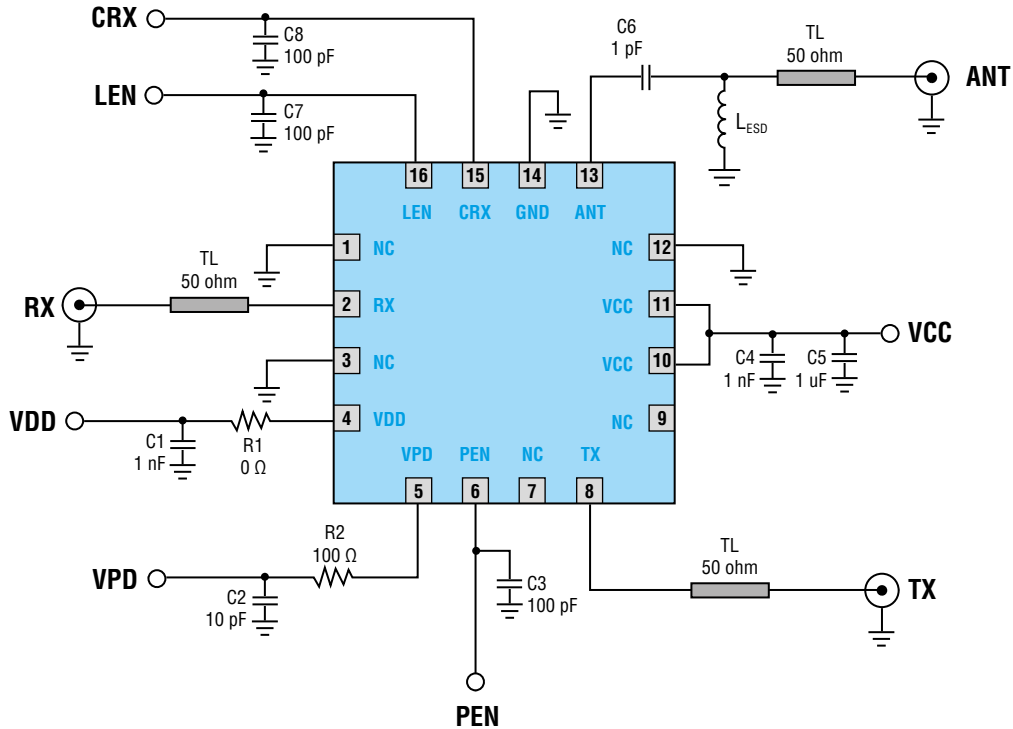 CRX
C8
100 pF
C6
1 pF
TL
50 ohm
ANT
LEN
C7
100 pF
L_ESD
16
15
14
13
LEN
CRX
GND
ANT
1
NC
NC
12
TL
50 ohm
RX
2
RX
VCC
11
VCC
3
NC
VCC
10
C4
1 nF
C5
1 uF
VDD
4
VDD
NC
9
C1
1 nF
R1
0 Ω
VPD
PEN
NC
TX
5
6
7
8
R2
100 Ω
TL
50 ohm
VPD
C2
10 pF
C3
100 pF
TX
PEN